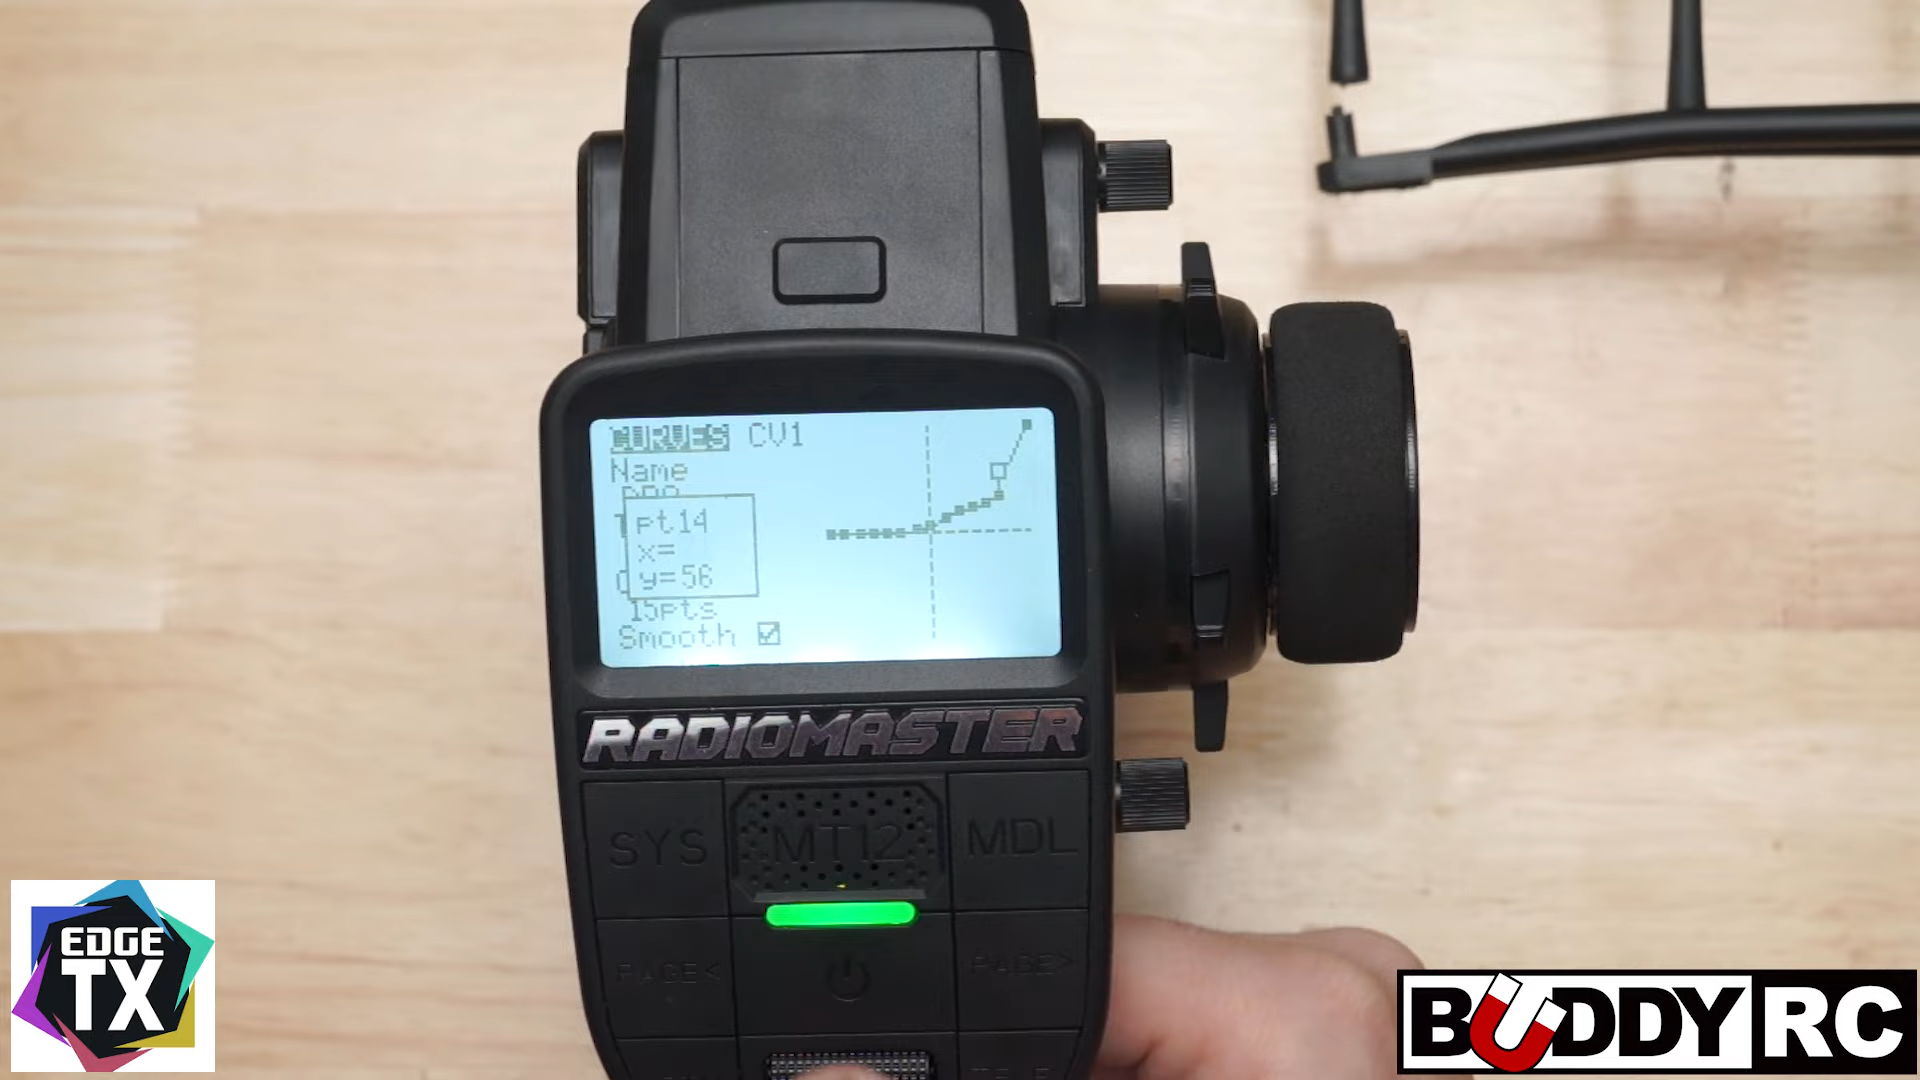 CURVES CV1
Name
pt14
x=
y=56
15pts
Smooth
RADIOMASTER
SYS
MT12
MDL
PAGE<
PAGE>
EDGE
TX
BUDDY RC